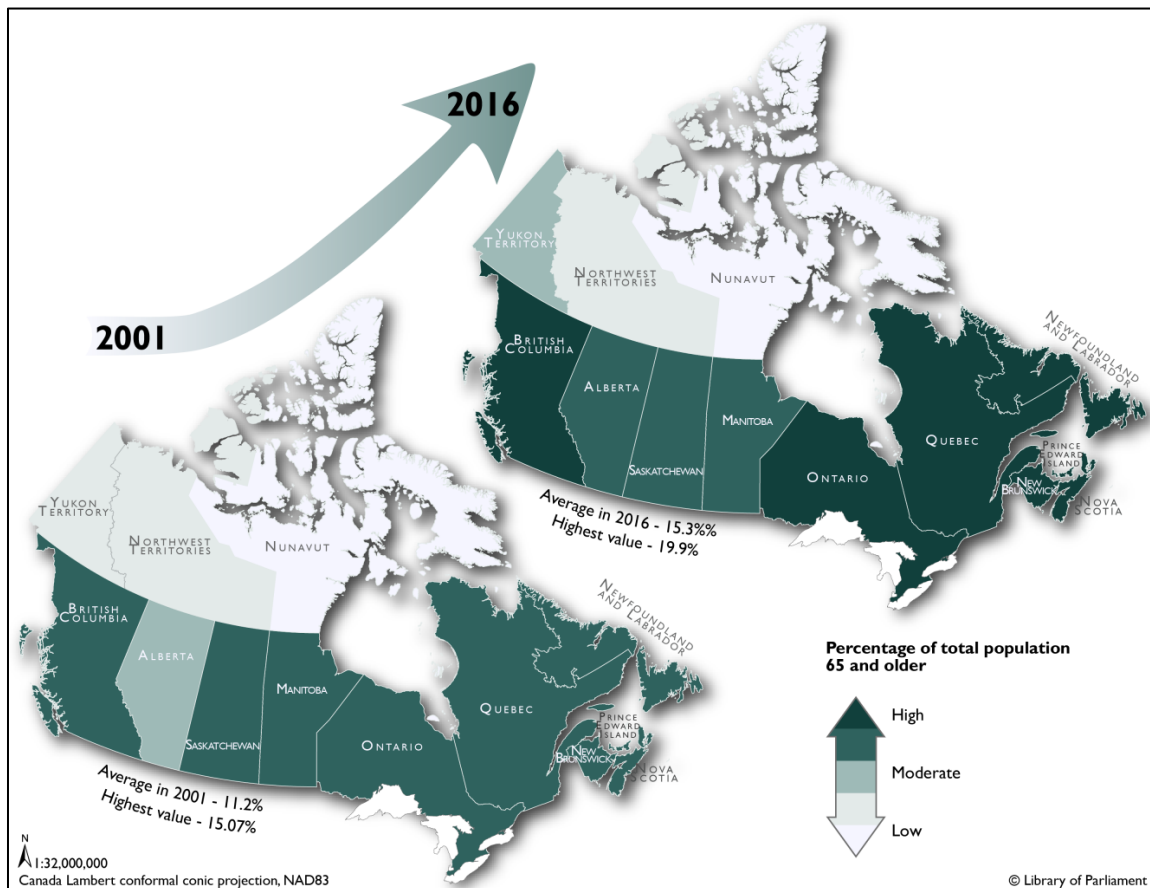 2016
2001
Yukon
Territory
Northwest
Territories
Nunavut
British
Columbia
Alberta
Saskatchewan
Manitoba
Ontario
Quebec
Newfoundland
and Labrador
Prince
Edward
Island
New
Brunswick
Nova
Scotia
Average in 2016 - 15.3%%
Highest value - 19.9%
Yukon
Territory
Northwest
Territories
Nunavut
British
Columbia
Alberta
Saskatchewan
Manitoba
Ontario
Quebec
Newfoundland
and Labrador
Prince
Edward
Island
New
Brunswick
Nova
Scotia
Average in 2001 - 11.2%
Highest value - 15.07%
Percentage of total population
65 and older
High
Moderate
Low
N
1:32,000,000
Canada Lambert conformal conic projection, NAD83
© Library of Parliament